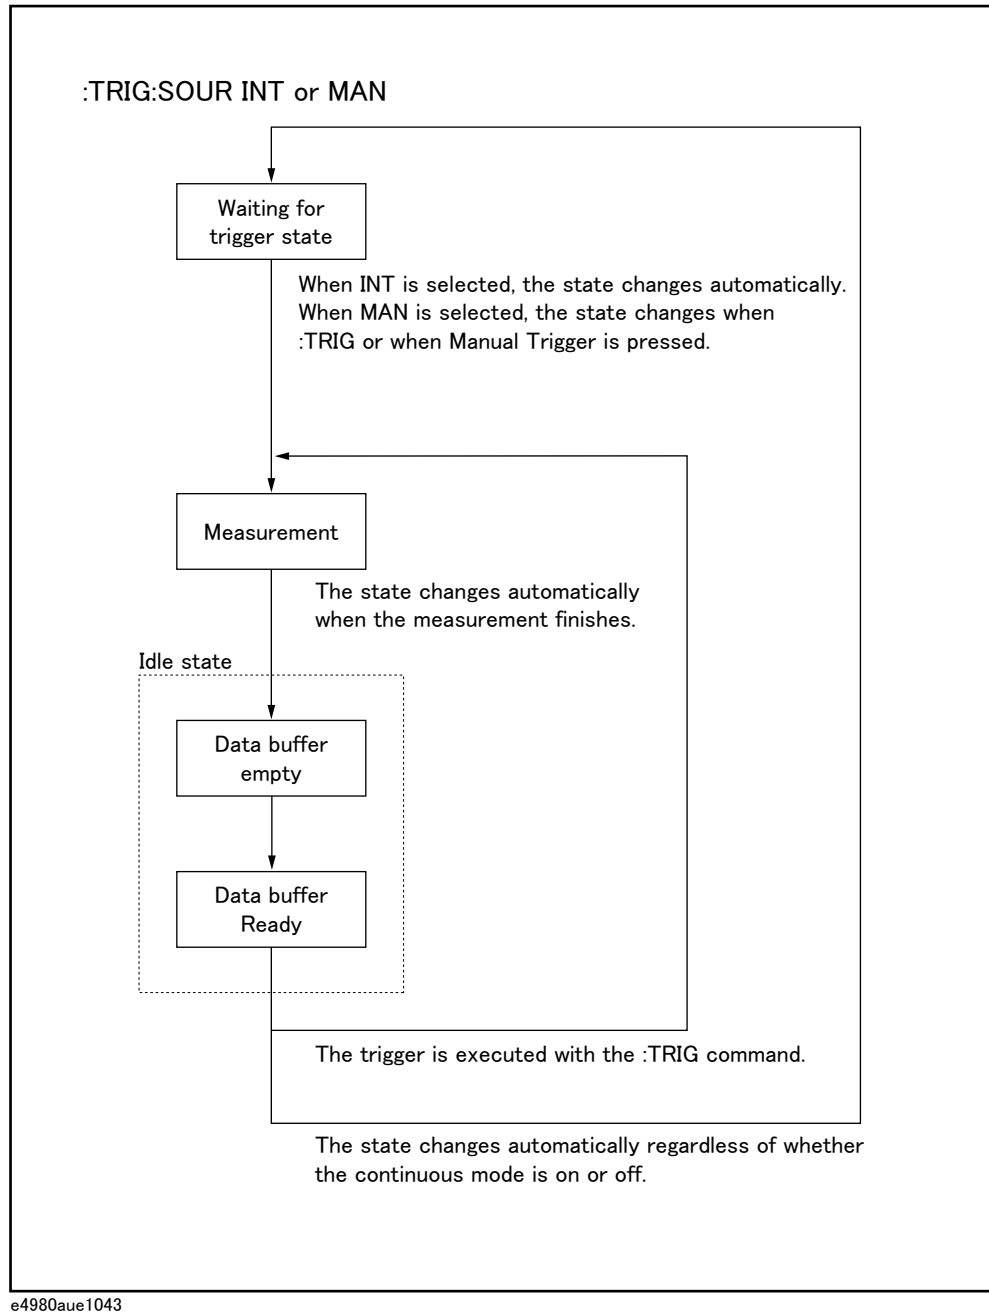 :TRIG:SOUR INT or MAN
Waiting for
trigger state
When INT is selected, the state changes automatically.
When MAN is selected, the state changes when
:TRIG or when Manual Trigger is pressed.
Measurement
The state changes automatically
when the measurement finishes.
Idle state
Data buffer
empty
Data buffer
Ready
The trigger is executed with the :TRIG command.
The state changes automatically regardless of whether
the continuous mode is on or off.
e4980aue1043